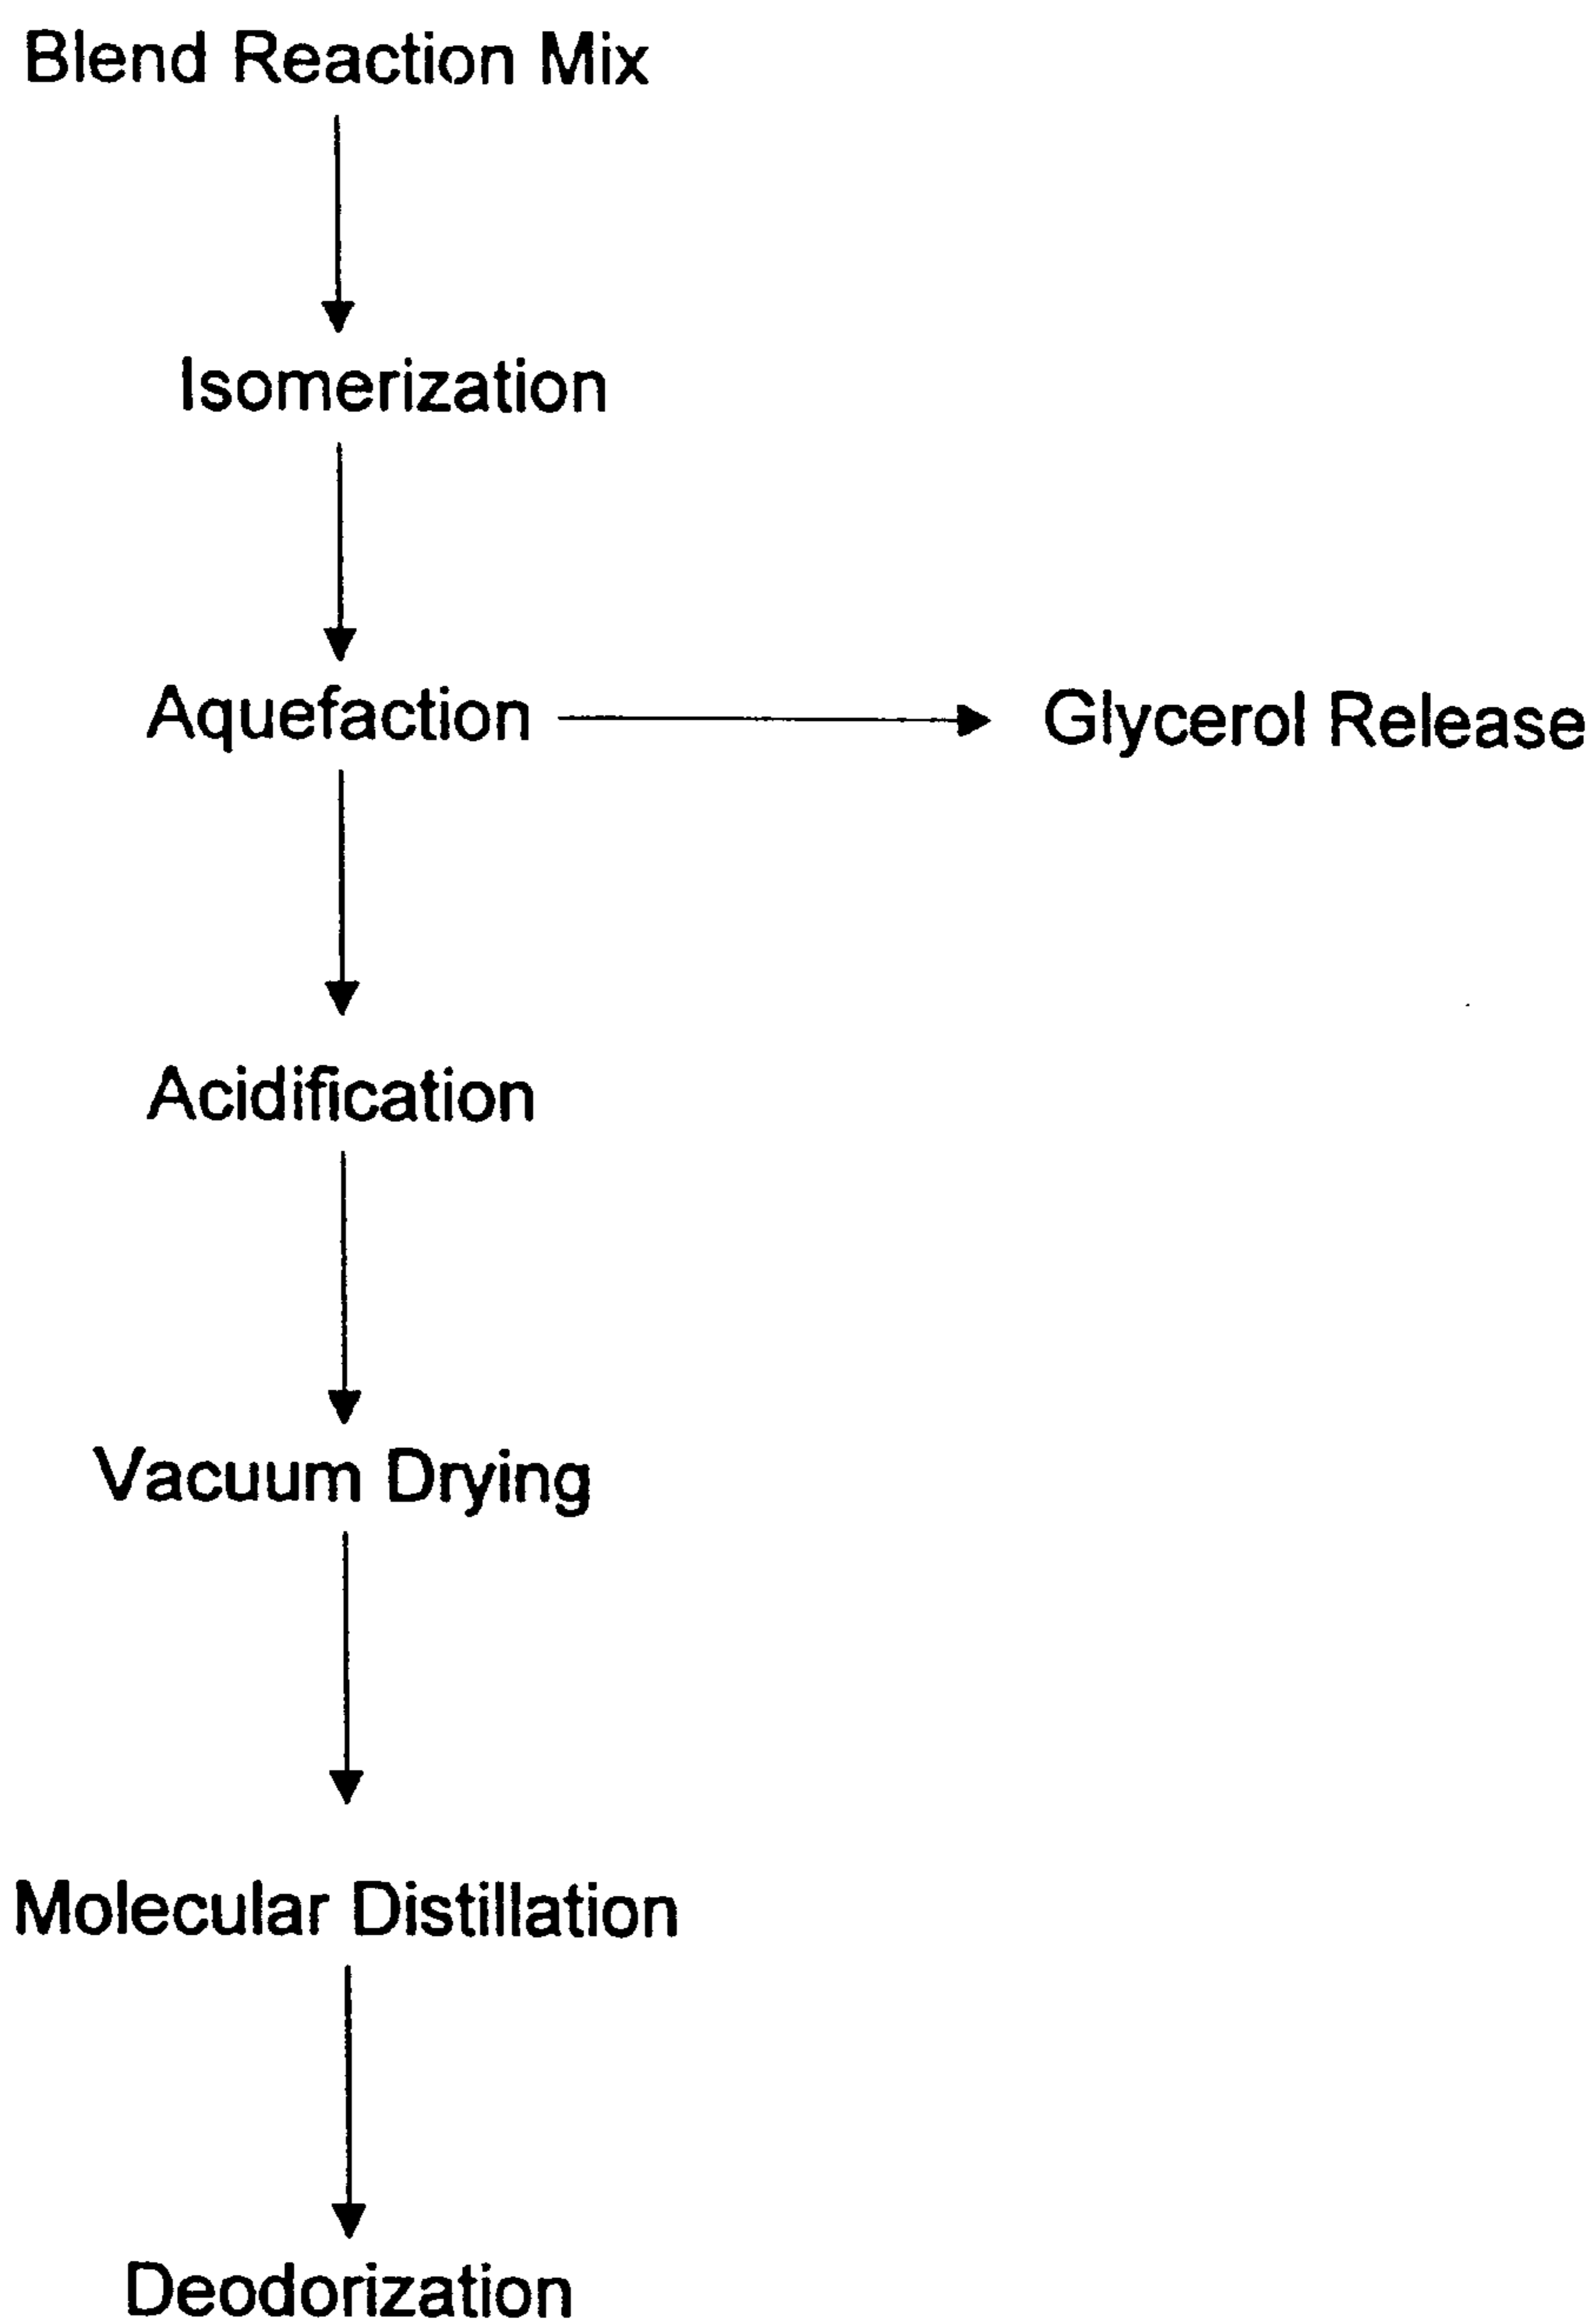 Blend Reaction Mix
Isomerization
Aquefaction
Glycerol Release
Acidification
Vacuum Drying
Molecular Distillation
Deodorization